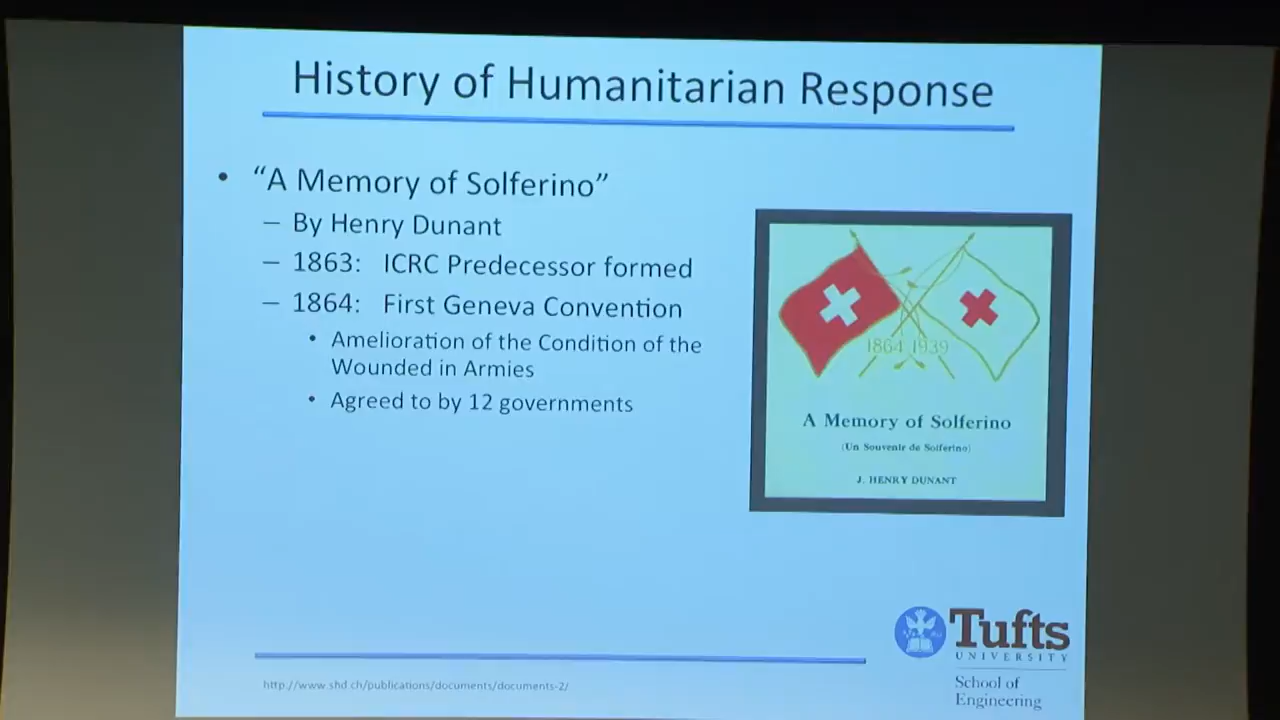 History of Humanitarian Response
• “A Memory of Solferino”
– By Henry Dunant
– 1863: ICRC Predecessor formed
– 1864: First Geneva Convention
• Amelioration of the Condition of the
Wounded in Armies
• Agreed to by 12 governments
1864 1939
A Memory of Solferino
(Un Souvenir de Solferino)
J. HENRY DUNANT
Tufts
UNIVERSITY
School of
Engineering
http://www.shd.ch/publications/documents/documents-2/